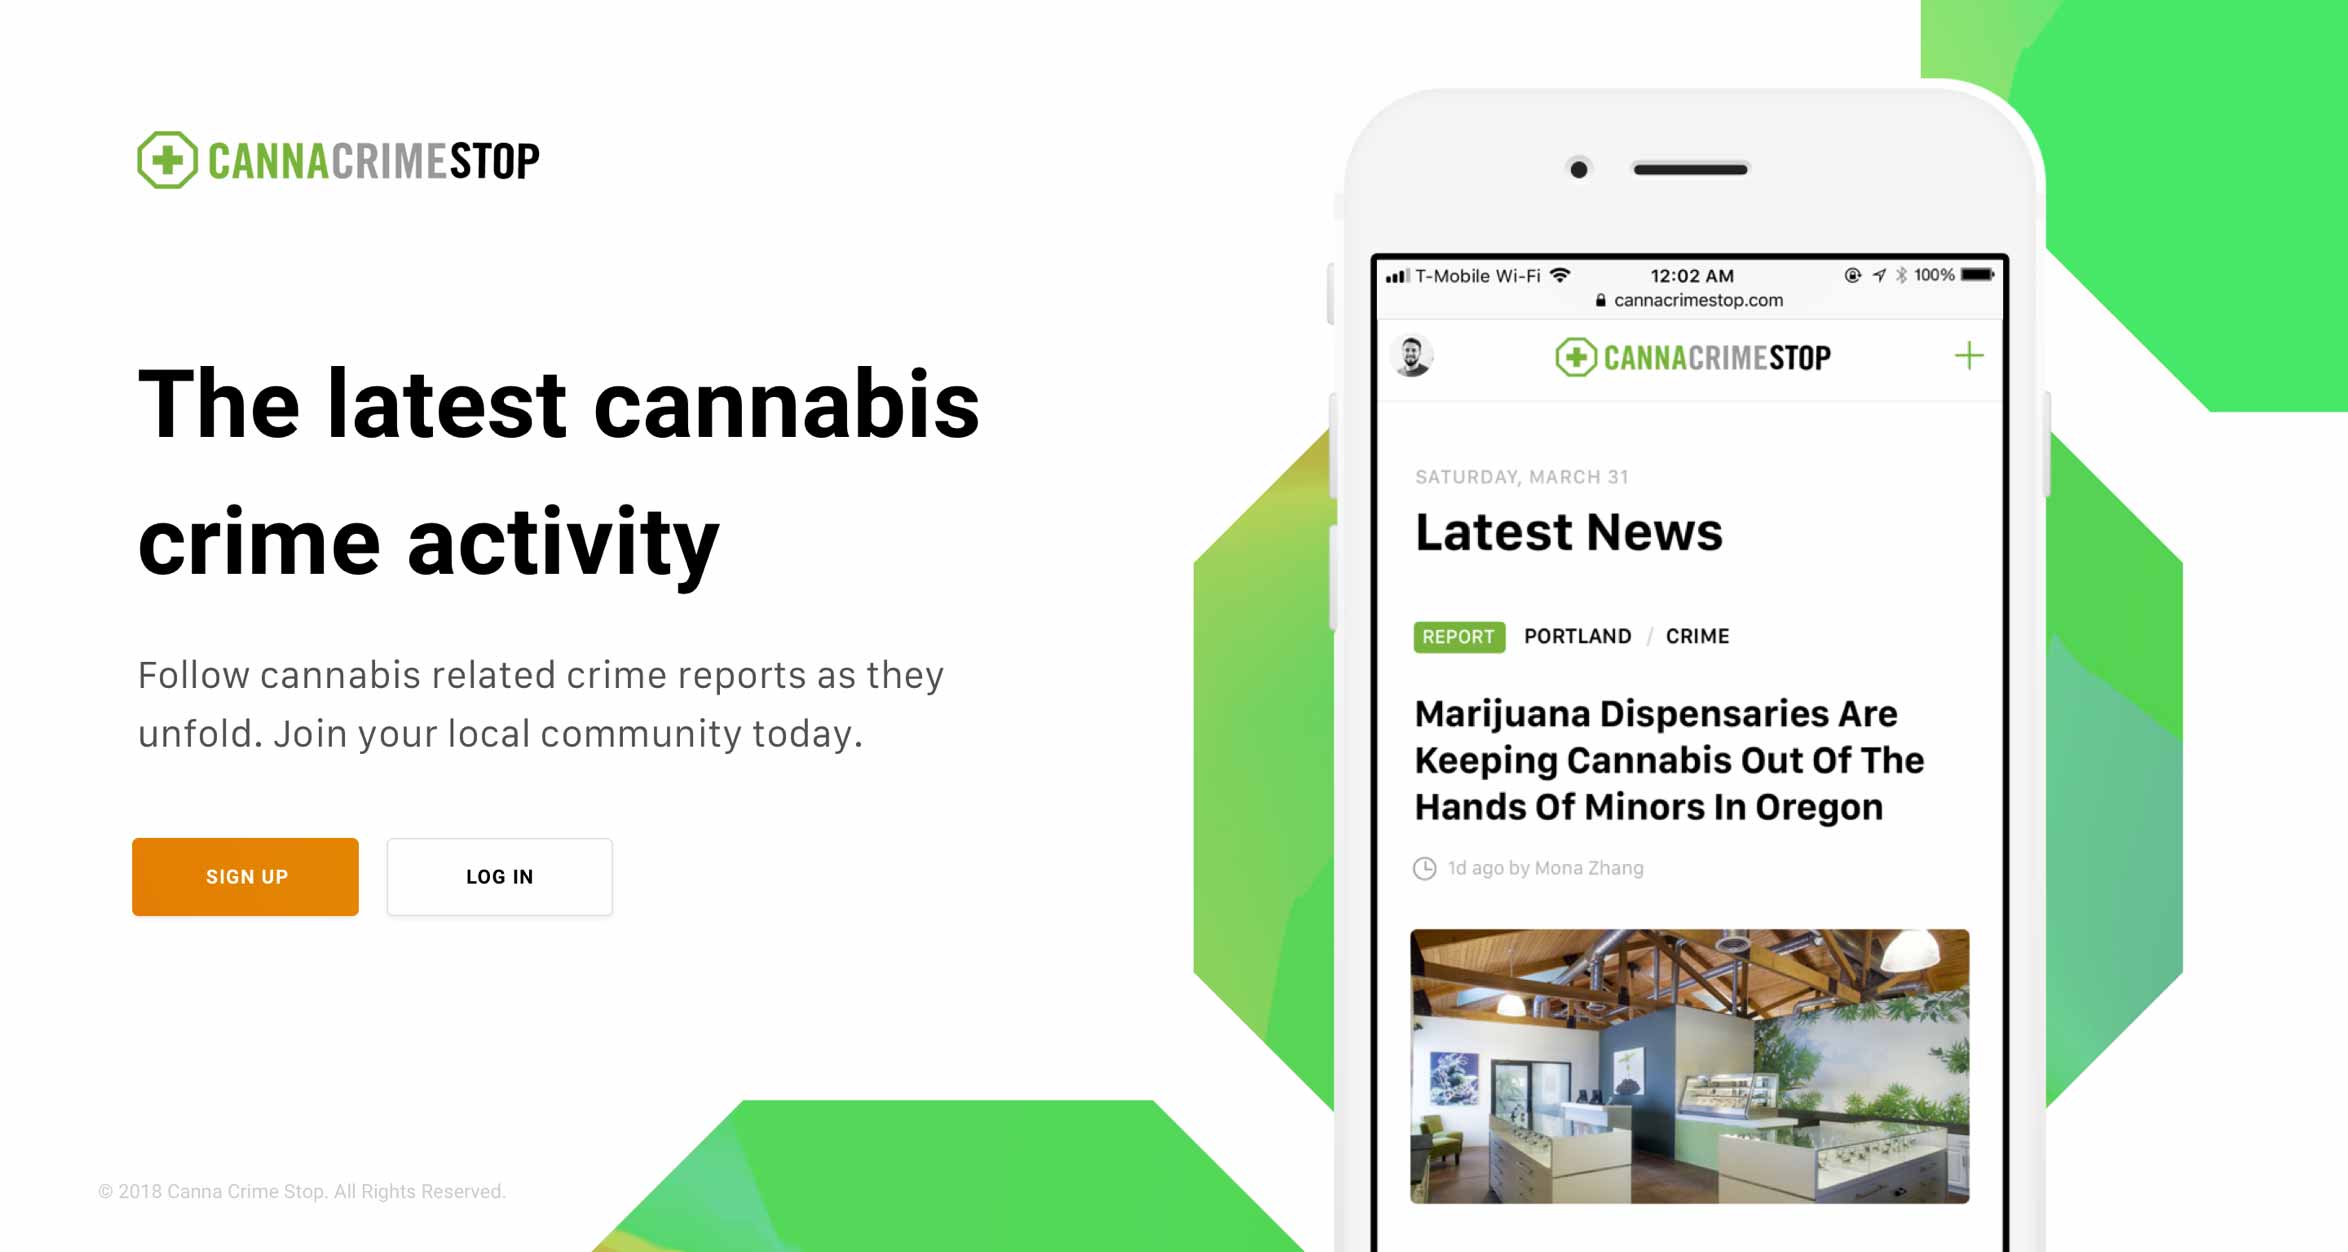 CANNACRIMESTOP
The latest cannabis
crime activity
Follow cannabis related crime reports as they
unfold. Join your local community today.
SIGN UP
LOG IN
© 2018 Canna Crime Stop. All Rights Reserved.
T-Mobile Wi-Fi 12:02 AM 100%
cannacrimestop.com
CANNACRIMESTOP
SATURDAY, MARCH 31
Latest News
REPORT PORTLAND / CRIME
Marijuana Dispensaries Are
Keeping Cannabis Out Of The
Hands Of Minors In Oregon
1d ago by Mona Zhang